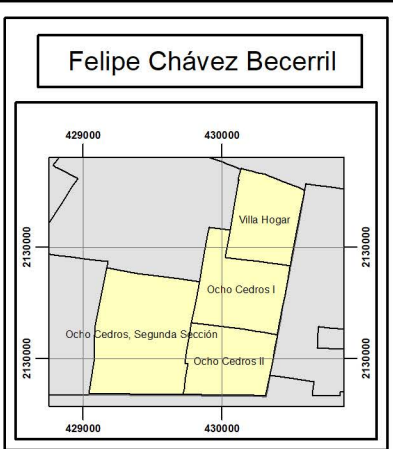 Felipe Chávez Becerril
429000 430000
Villa Hogar
2130000 2130000
Ocho Cedros I
Ocho Cedros, Segunda Sección
Ocho Cedros II
2130000 2130000
429000 430000